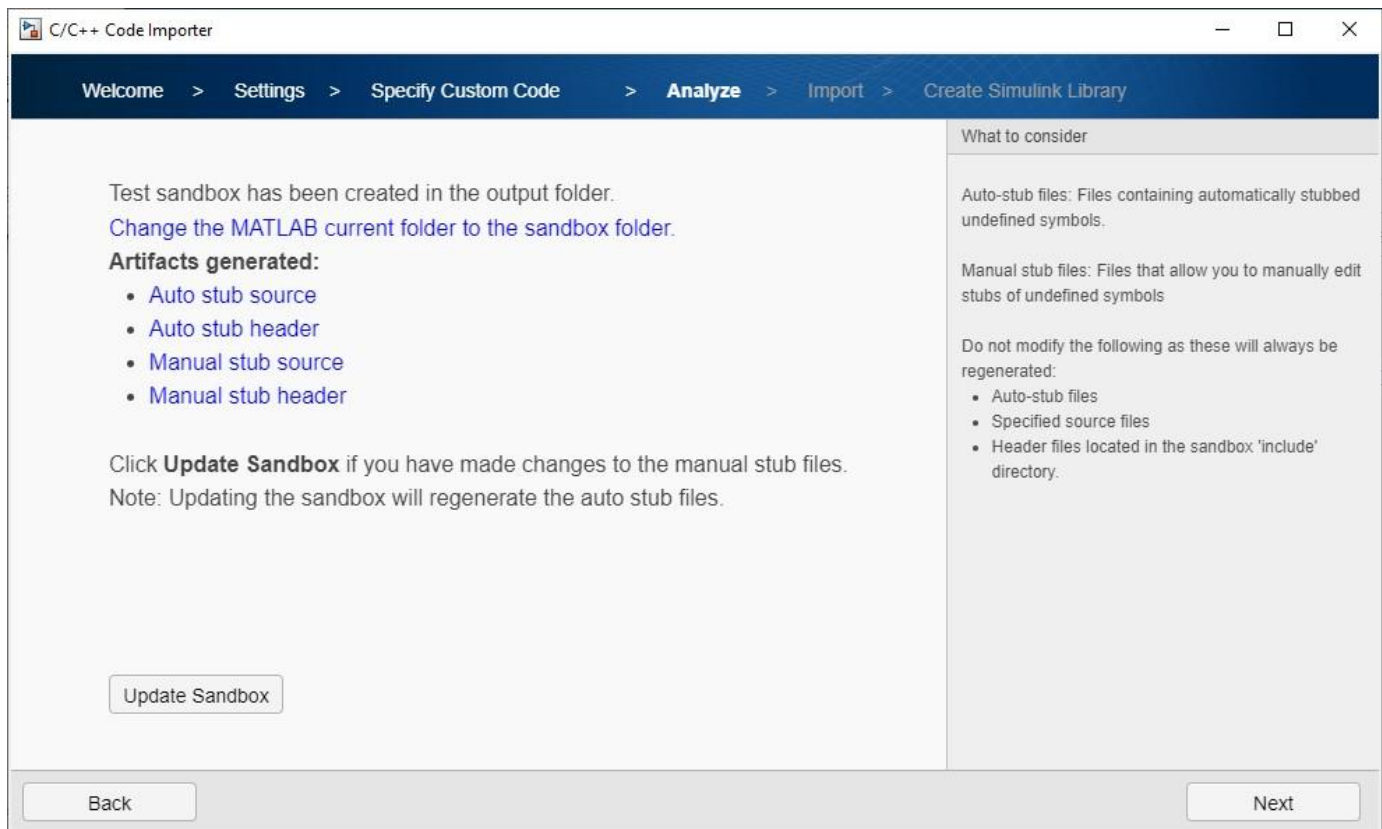 C/C++ Code Importer
Welcome > Settings > Specify Custom Code > Analyze > Import > Create Simulink Library
Test sandbox has been created in the output folder.
Change the MATLAB current folder to the sandbox folder.
Artifacts generated:
• Auto stub source
• Auto stub header
• Manual stub source
• Manual stub header
Click Update Sandbox if you have made changes to the manual stub files.
Note: Updating the sandbox will regenerate the auto stub files.
Update Sandbox
What to consider
Auto-stub files: Files containing automatically stubbed
undefined symbols.
Manual stub files: Files that allow you to manually edit
stubs of undefined symbols
Do not modify the following as these will always be
regenerated:
• Auto-stub files
• Specified source files
• Header files located in the sandbox 'include'
directory.
Back
Next